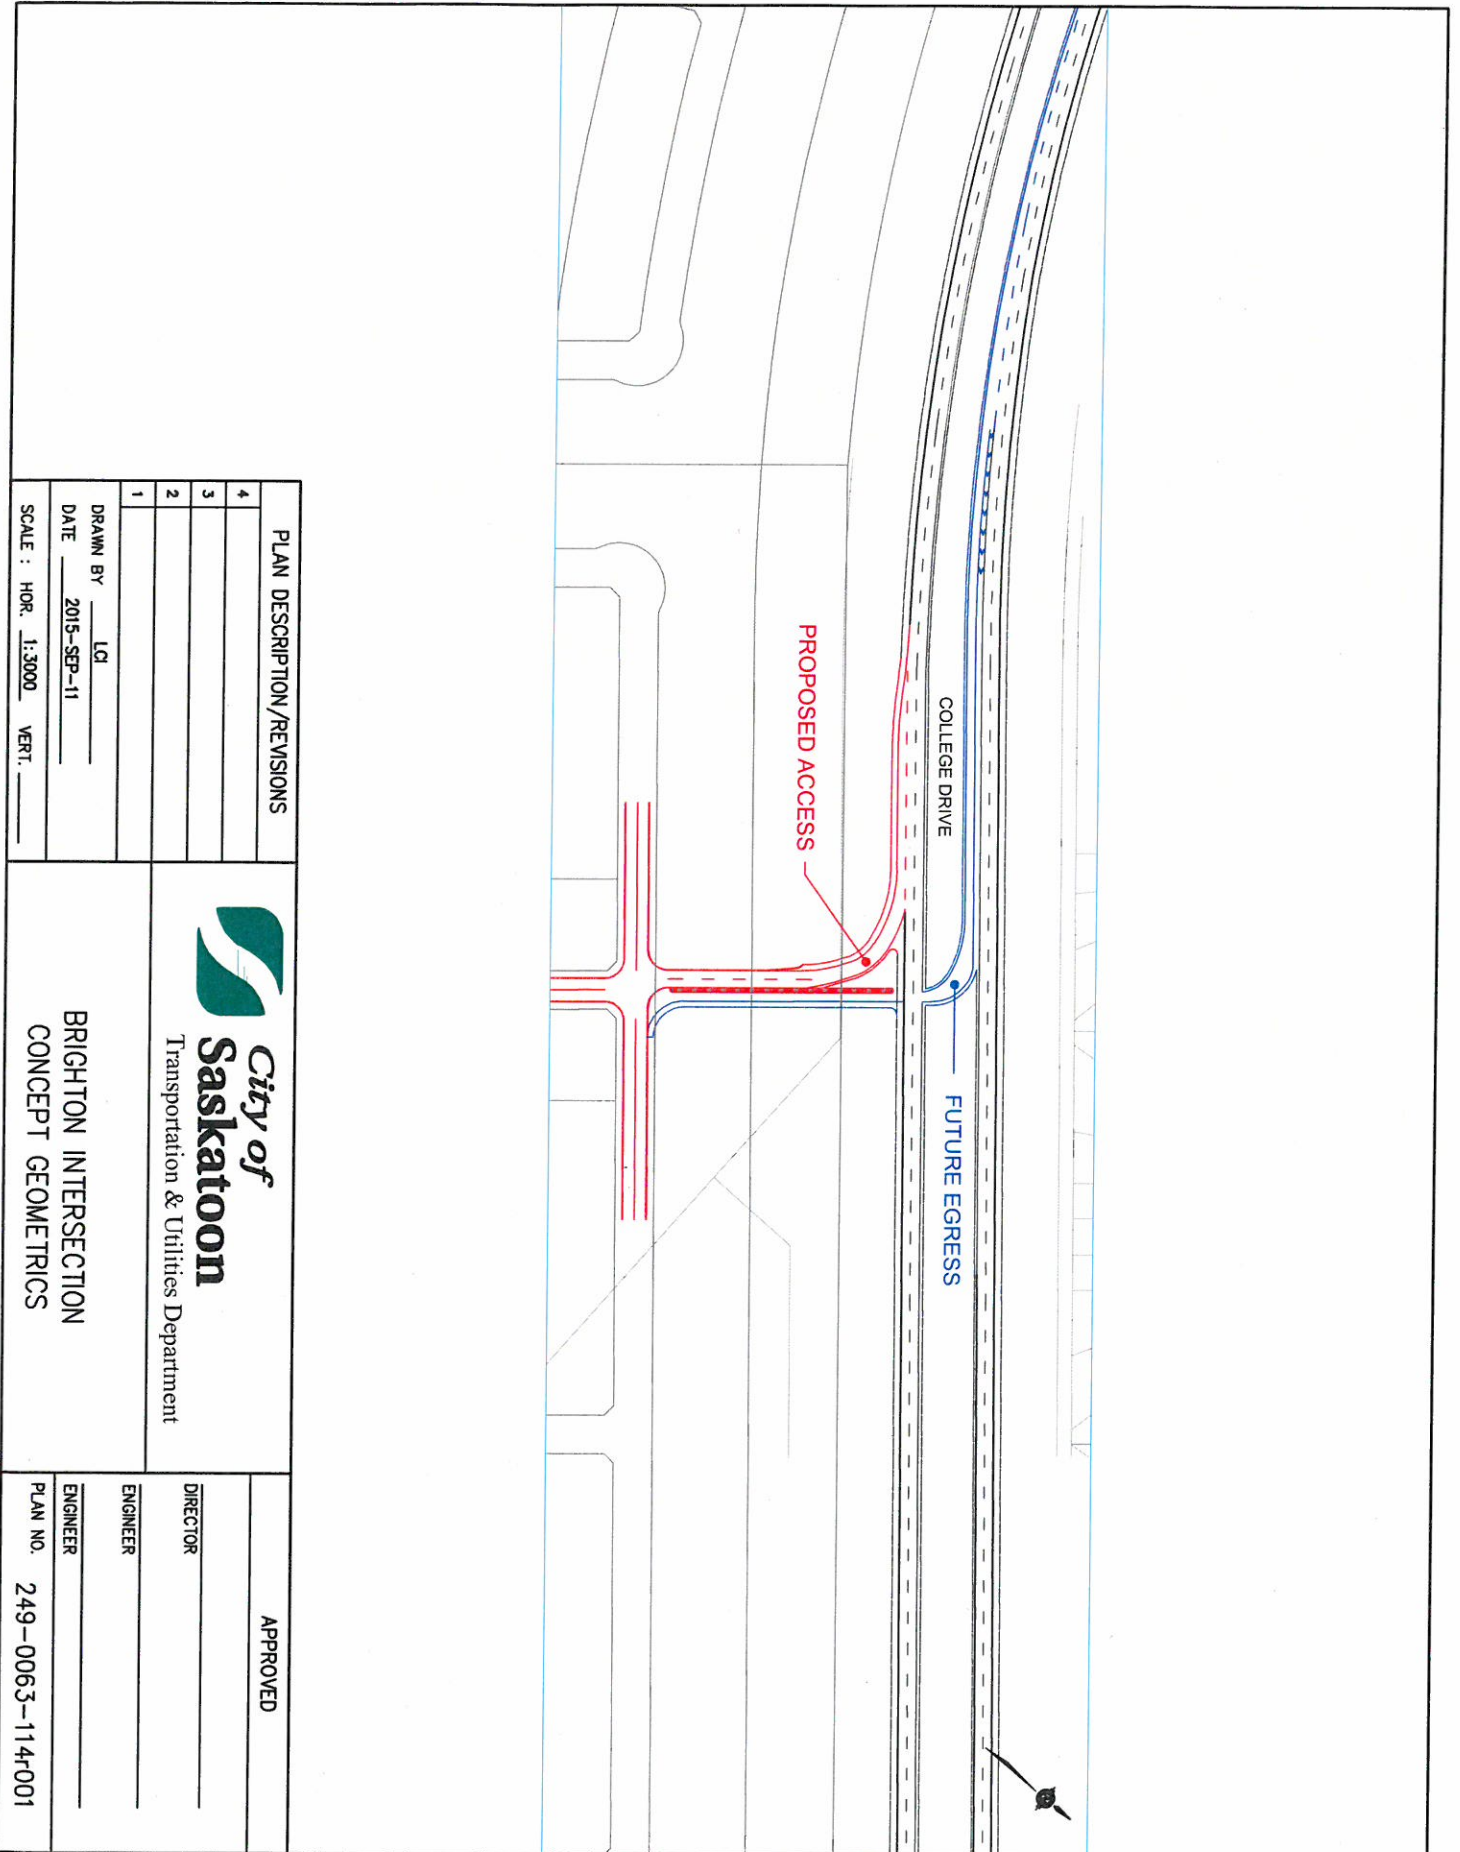 COLLEGE DRIVE
PROPOSED ACCESS
FUTURE EGRESS
PLAN DESCRIPTION/REVISIONS
4
3
2
1
DRAWN BY LCI
DATE 2015-SEP-11
SCALE : HOR. 1:3000 VERT.
City of
Saskatoon
Transportation & Utilities Department
BRIGHTON INTERSECTION
CONCEPT GEOMETRICS
APPROVED
DIRECTOR
ENGINEER
ENGINEER
PLAN NO. 249-0063-114r001